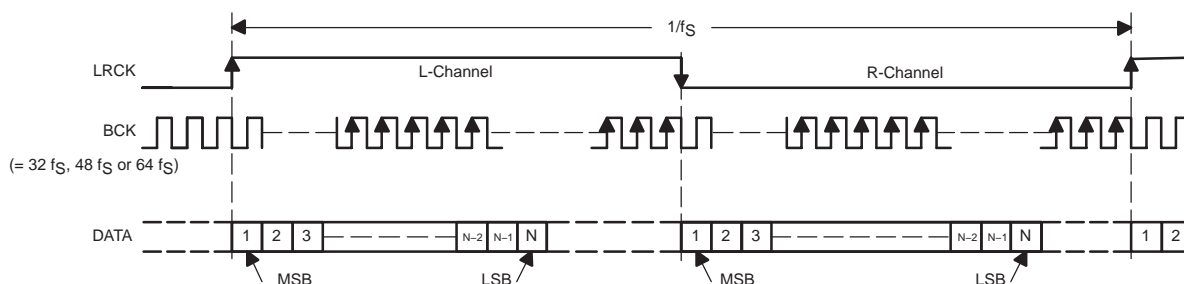 1/fS
LRCK
L-Channel
R-Channel
BCK
(= 32 fS, 48 fS or 64 fS)
DATA
1 2 3 N–2 N–1 N 1 2 3 N–2 N–1 N 1 2
MSB LSB MSB LSB